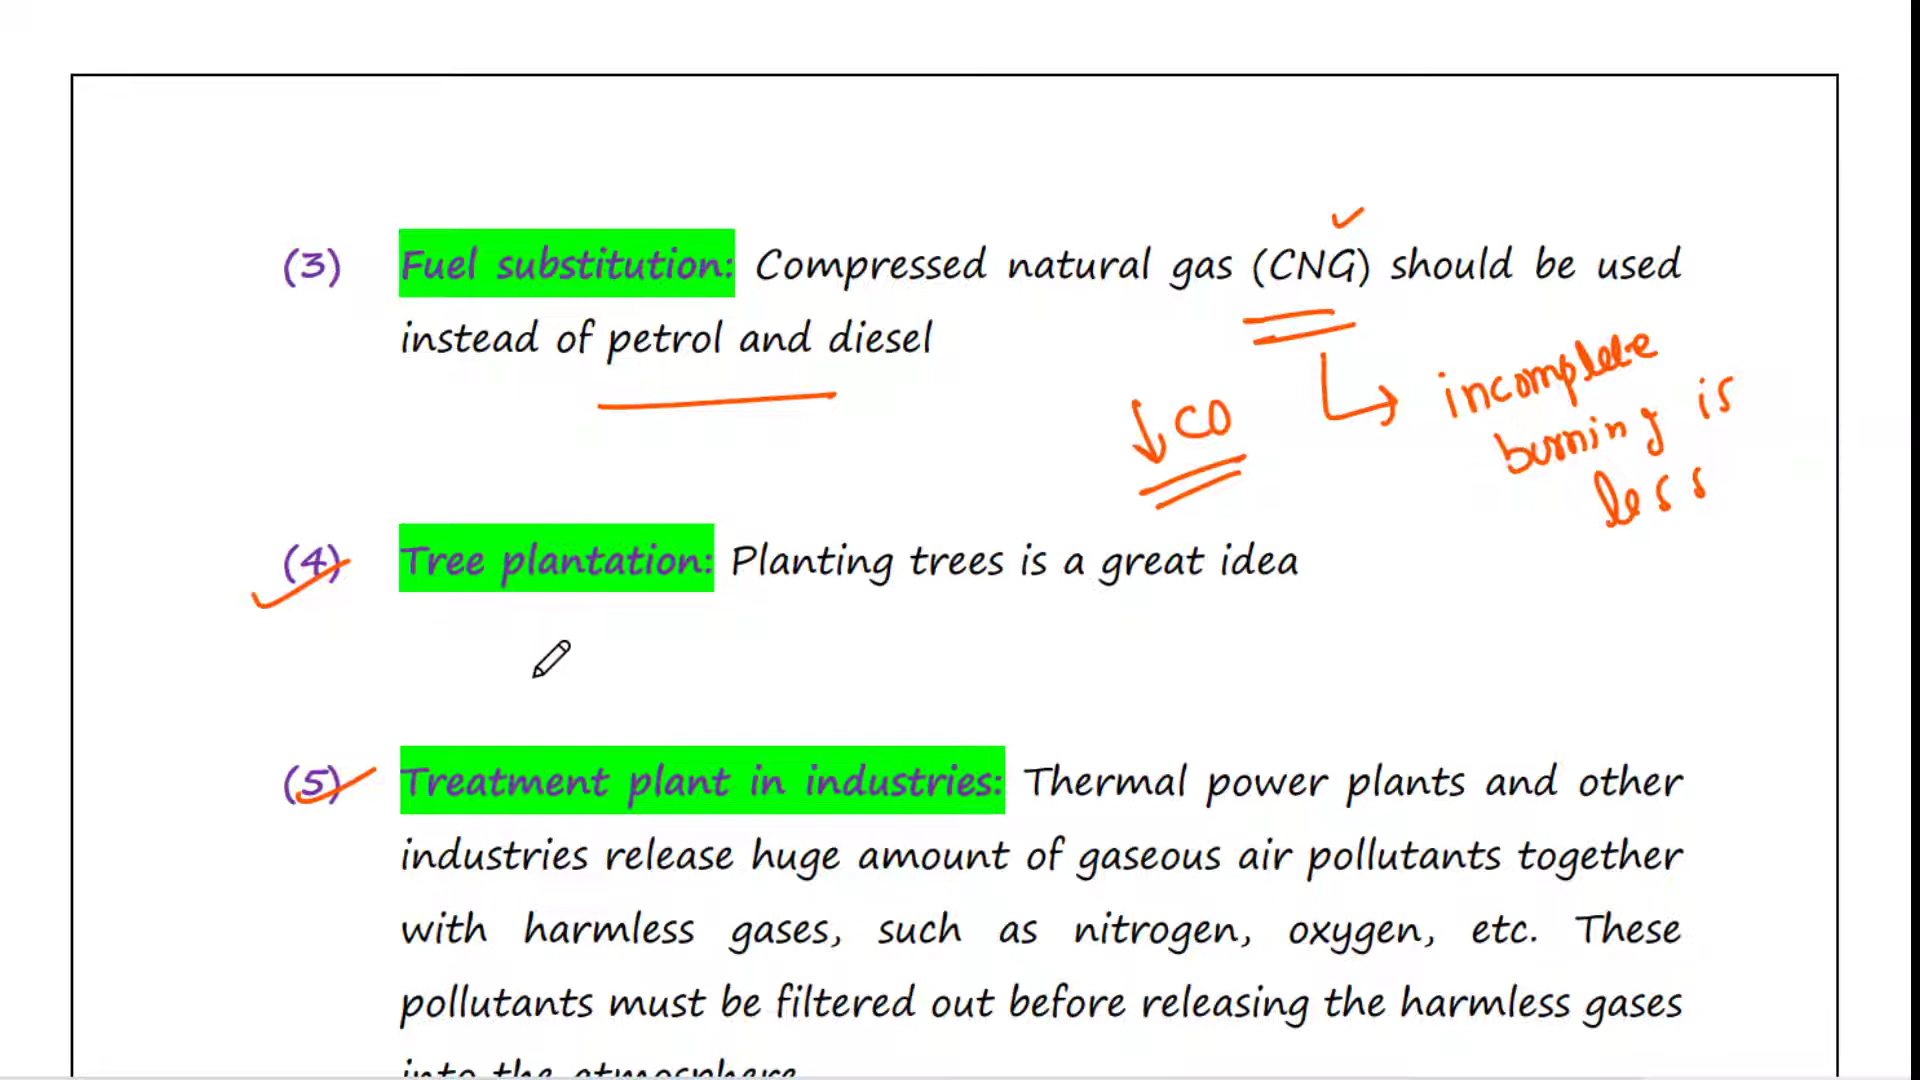 (3) Fuel substitution: Compressed natural gas (CNG) should be used
instead of petrol and diesel
↓CO
incomplete
burning is
less
(4) Tree plantation: Planting trees is a great idea
(5) Treatment plant in industries: Thermal power plants and other
industries release huge amount of gaseous air pollutants together
with harmless gases, such as nitrogen, oxygen, etc. These
pollutants must be filtered out before releasing the harmless gases
into the atmosphere